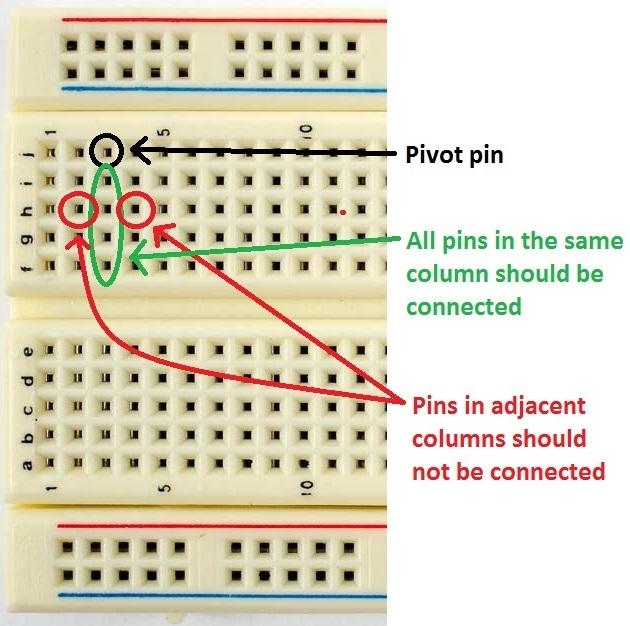 1
5
10
j
Pivot pin
i
h
g
All pins in the same
column should be
connected
f
e
d
c
Pins in adjacent
columns should
not be connected
b
a
1
5
10